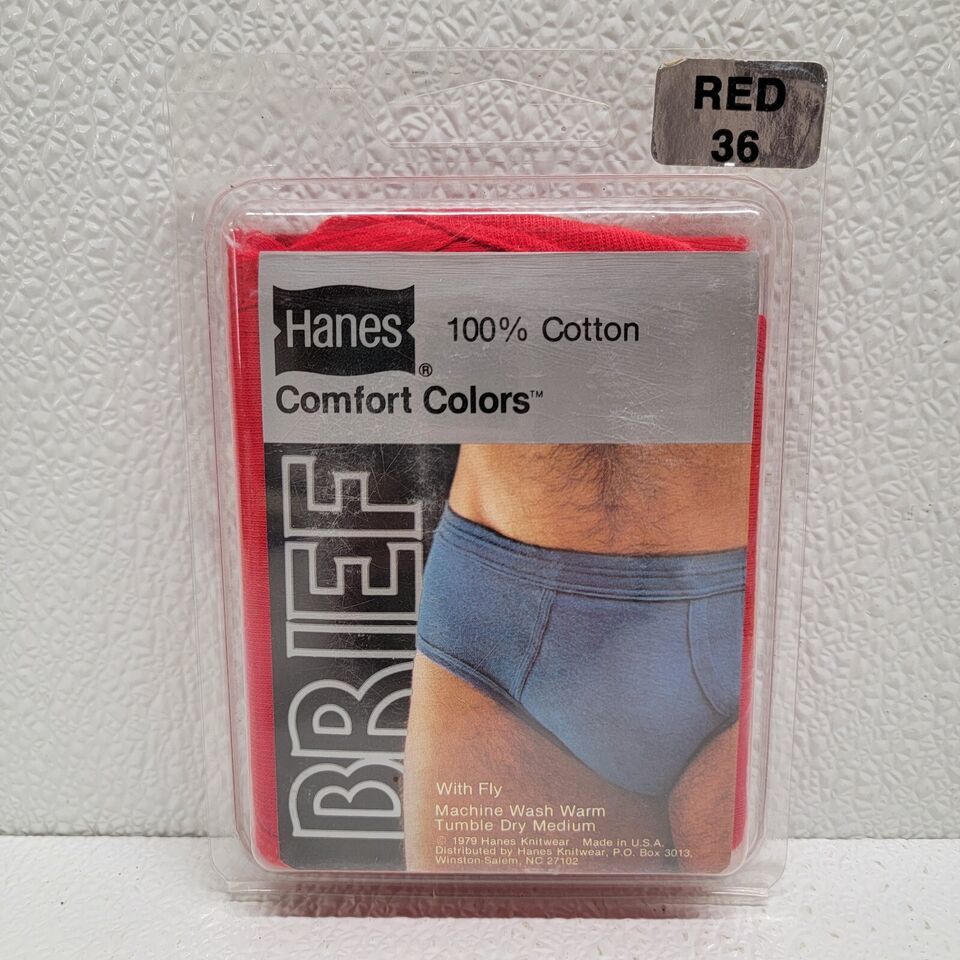 RED
36
Hanes®
100% Cotton
Comfort Colors™
BRIEF
With Fly
Machine Wash Warm
Tumble Dry Medium
© 1979 Hanes Knitwear Made in U.S.A.
Distributed by Hanes Knitwear, P.O. Box 3013,
Winston-Salem, NC 27102